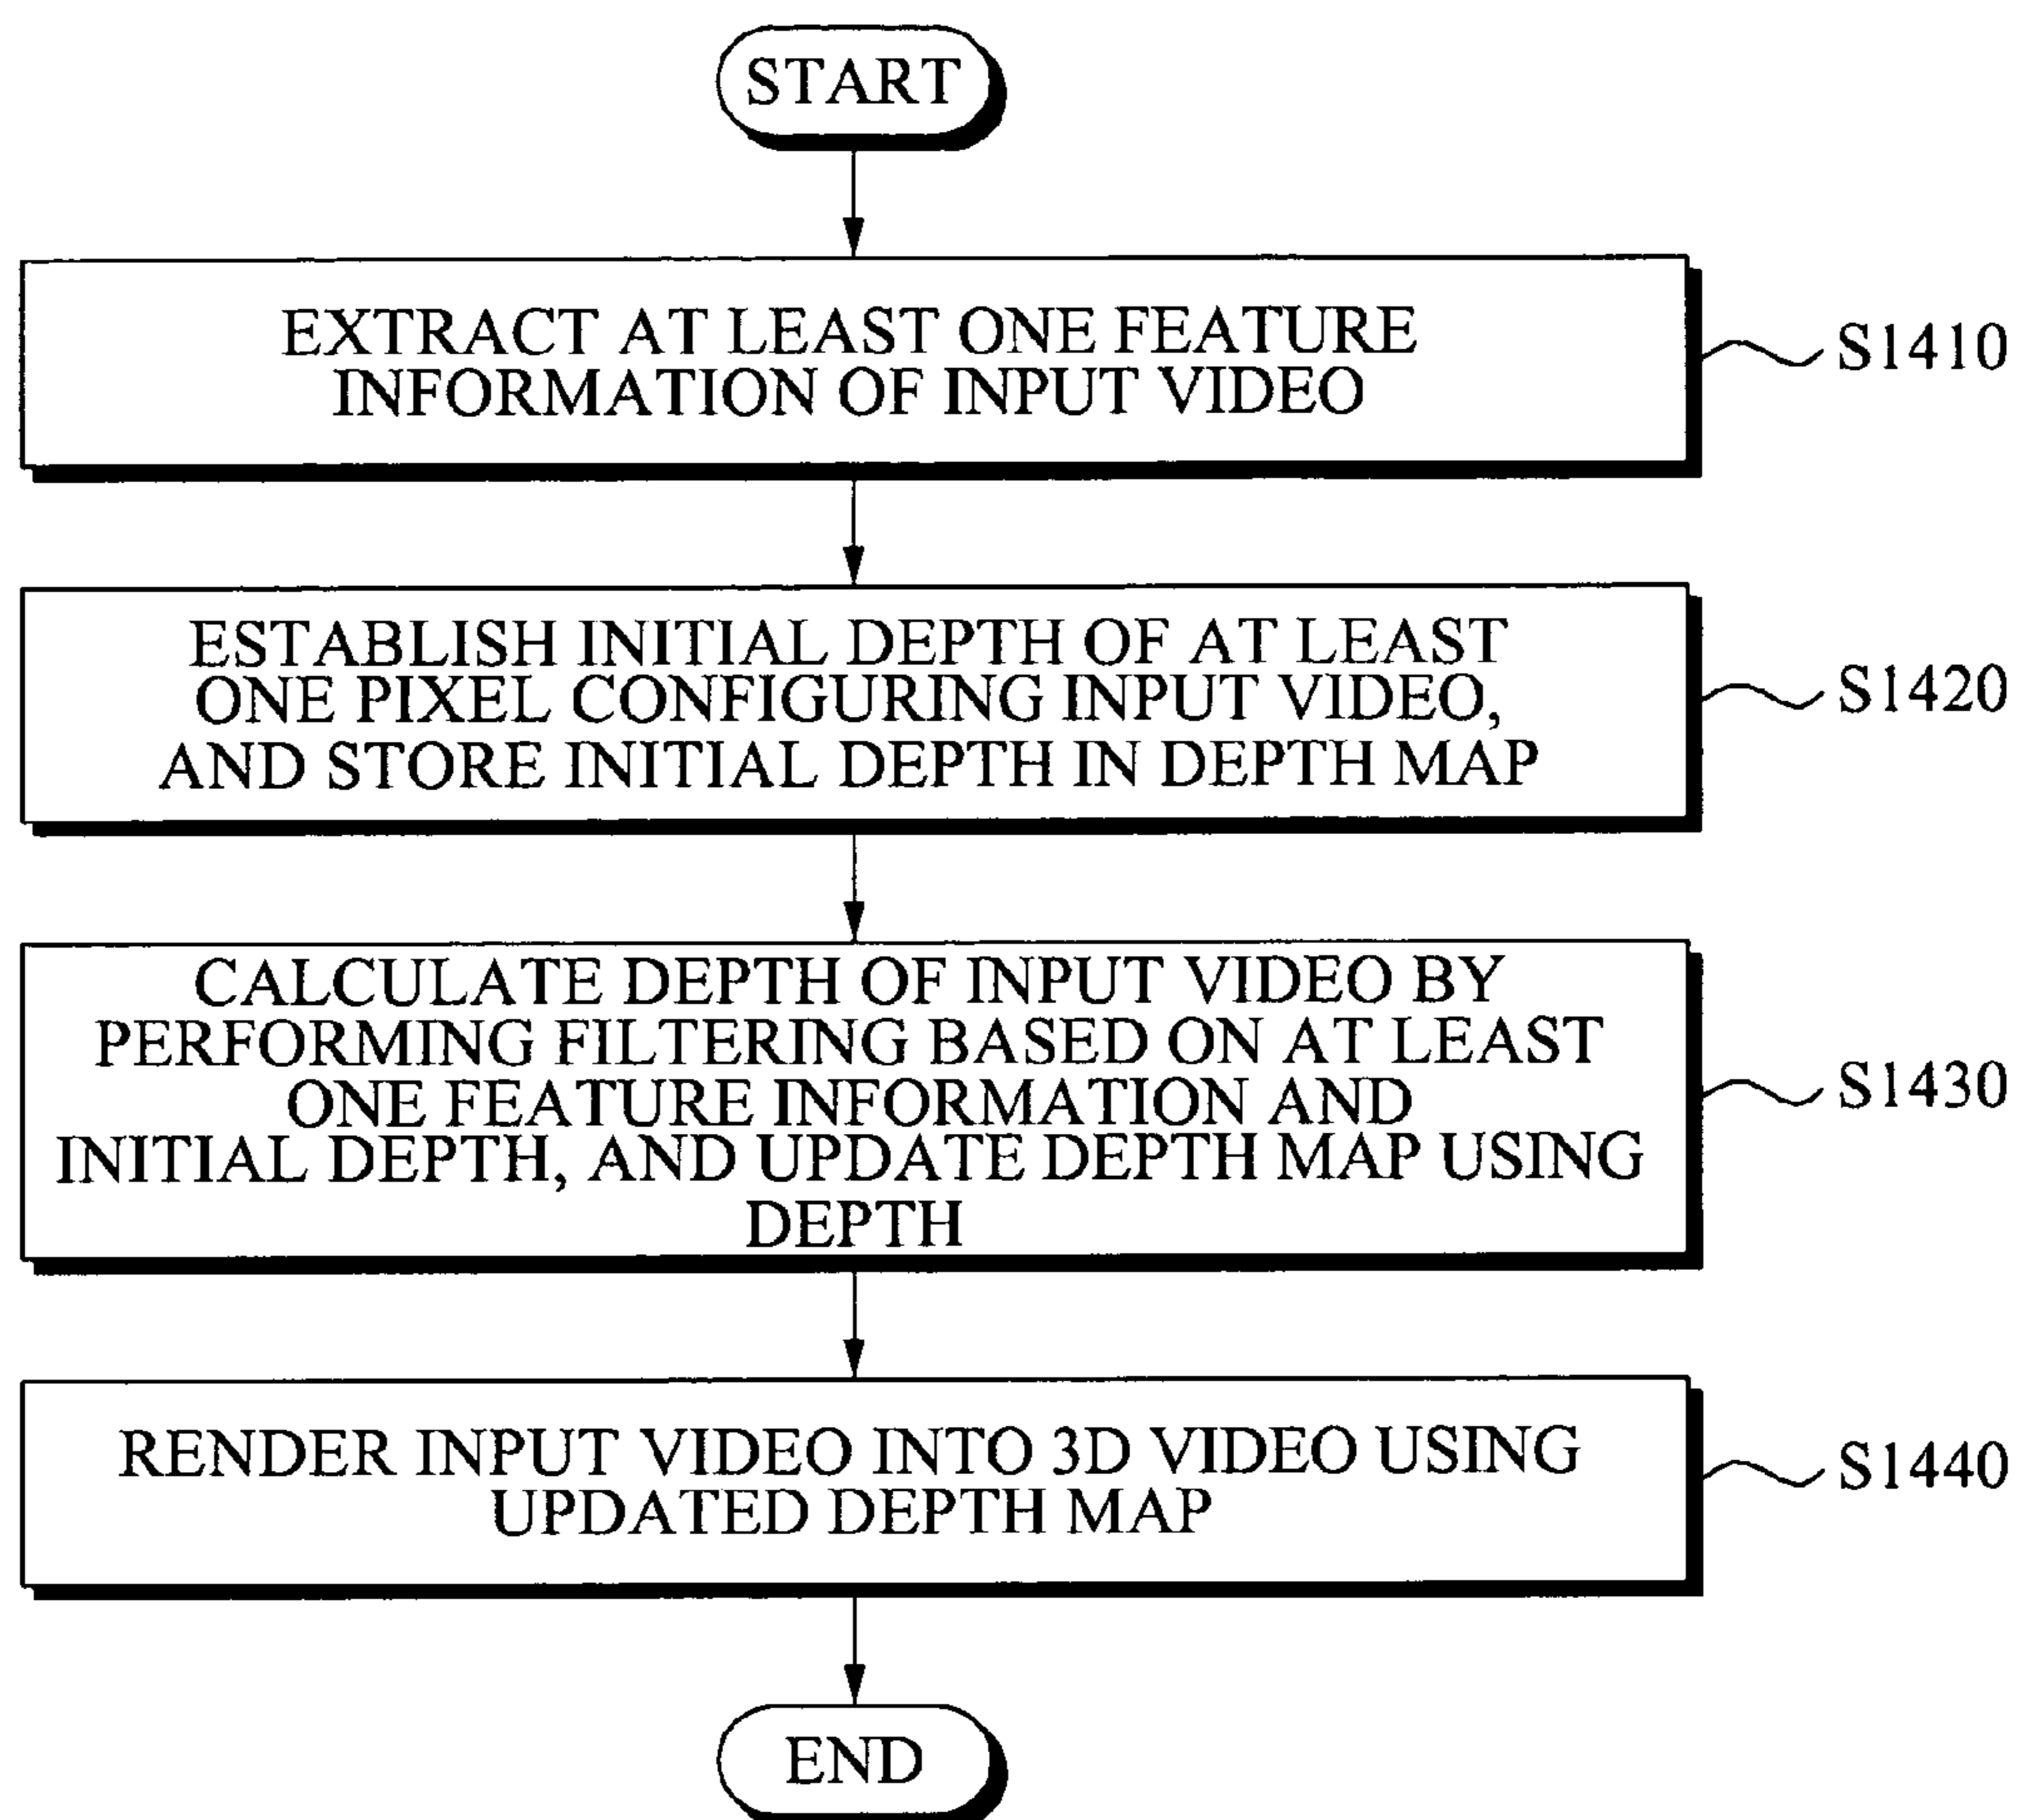 START
EXTRACT AT LEAST ONE FEATURE
INFORMATION OF INPUT VIDEO
S1410
ESTABLISH INITIAL DEPTH OF AT LEAST
ONE PIXEL CONFIGURING INPUT VIDEO,
AND STORE INITIAL DEPTH IN DEPTH MAP
S1420
CALCULATE DEPTH OF INPUT VIDEO BY
PERFORMING FILTERING BASED ON AT LEAST
ONE FEATURE INFORMATION AND
INITIAL DEPTH, AND UPDATE DEPTH MAP USING
DEPTH
S1430
RENDER INPUT VIDEO INTO 3D VIDEO USING
UPDATED DEPTH MAP
S1440
END